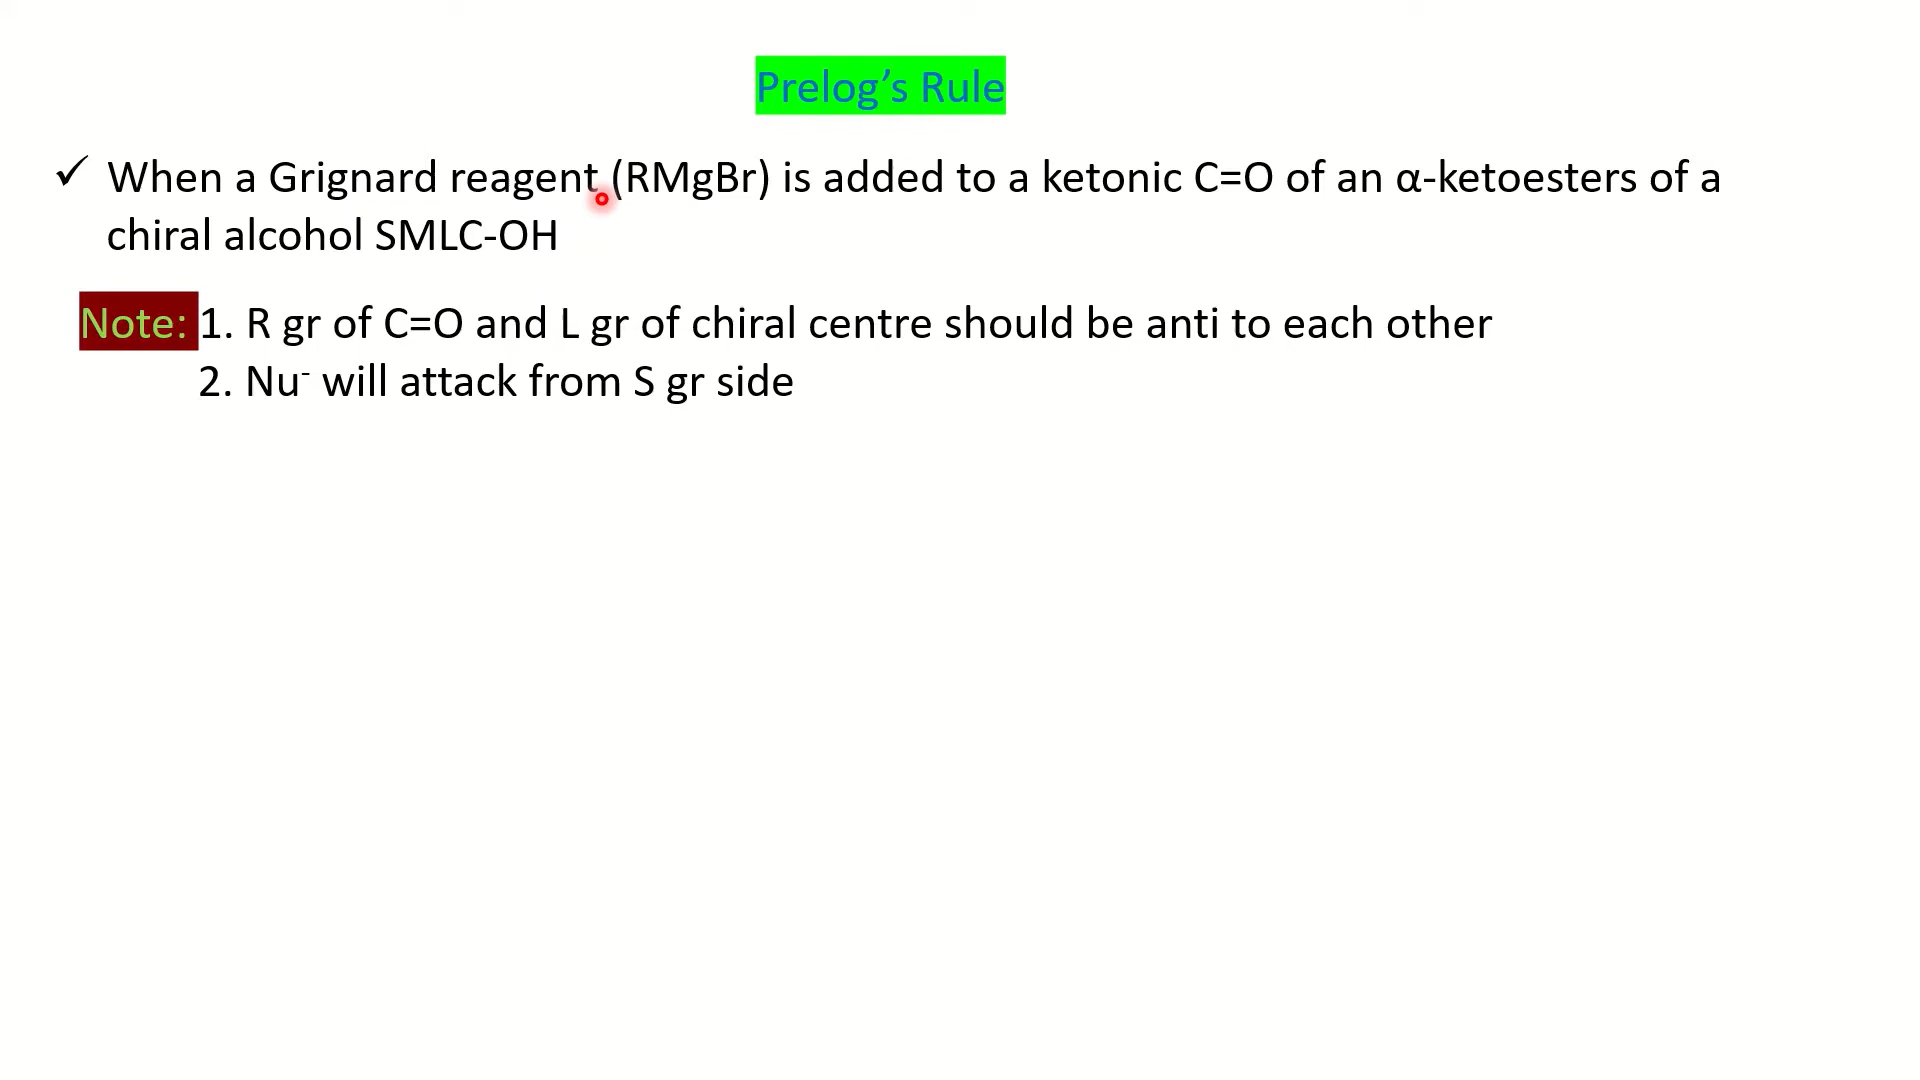 Prelog’s Rule
✓ When a Grignard reagent (RMgBr) is added to a ketonic C=O of an α-ketoesters of a
chiral alcohol SMLC-OH
Note: 1. R gr of C=O and L gr of chiral centre should be anti to each other
2. Nu⁻ will attack from S gr side